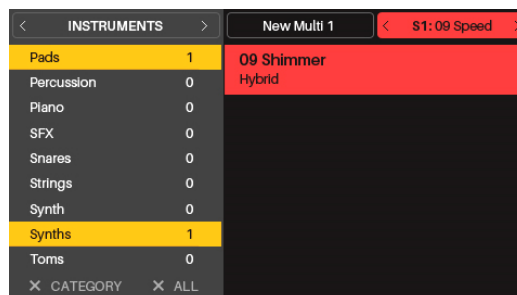 INSTRUMENTS
New Multi 1
S1: 09 Speed
Pads 1
Percussion 0
Piano 0
SFX 0
Snares 0
Strings 0
Synth 0
Synths 1
Toms 0
X CATEGORY X ALL
09 Shimmer
Hybrid